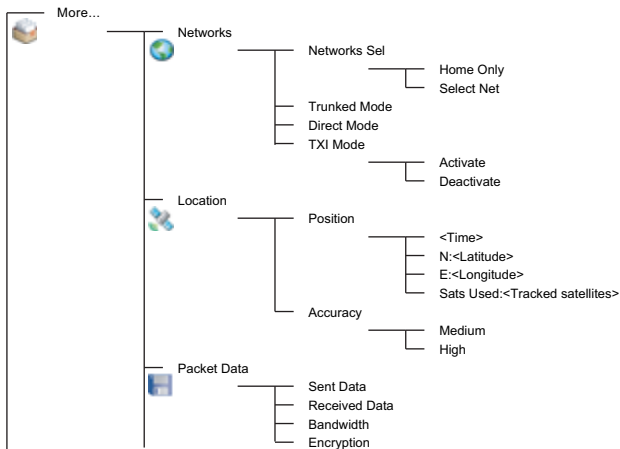 More...
Networks
Networks Sel
Home Only
Select Net
Trunked Mode
Direct Mode
TXI Mode
Activate
Deactivate
Location
Position
<Time>
N:<Latitude>
E:<Longitude>
Sats Used:<Tracked satellites>
Accuracy
Medium
High
Packet Data
Sent Data
Received Data
Bandwidth
Encryption